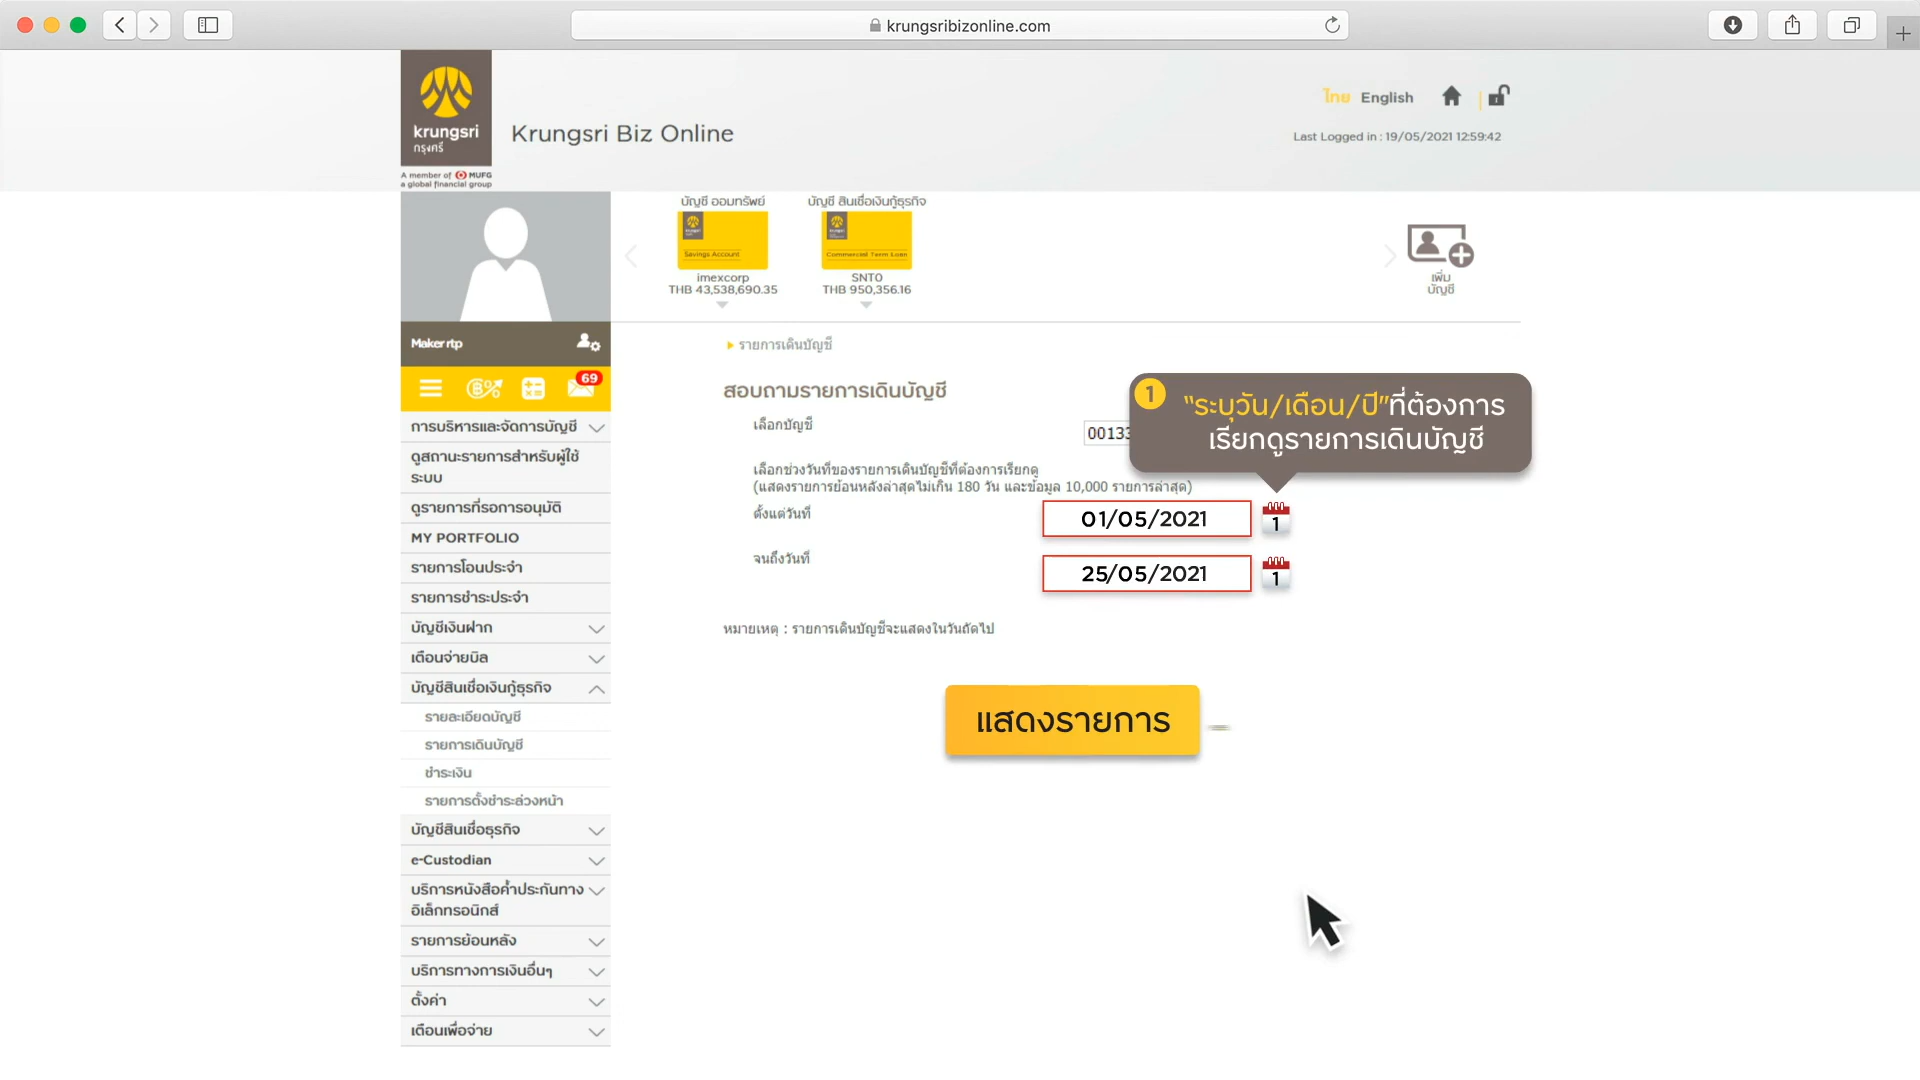 krungsribizonline.com
krungsri
กรุงศรี
A member of MUFG
a global financial group
Krungsri Biz Online
ไทย English
Last Logged in : 19/05/2021 12:59:42
บัญชี ออมทรัพย์
Savings Account
imexcorp
THB 43,538,690.35
บัญชี สินเชื่อเงินกู้ธุรกิจ
Commercial Term Loan
SNT0
THB 950,356.16
เพิ่ม
บัญชี
Maker rtp
69
การบริหารและจัดการบัญชี
ดูสถานะรายการสำหรับผู้ใช้
ระบบ
ดูรายการที่รอการอนุมัติ
MY PORTFOLIO
รายการโอนประจำ
รายการชำระประจำ
บัญชีเงินฝาก
เตือนจ่ายบิล
บัญชีสินเชื่อเงินกู้ธุรกิจ
รายละเอียดบัญชี
รายการเดินบัญชี
ชำระเงิน
รายการตั้งชำระล่วงหน้า
บัญชีสินเชื่อธุรกิจ
e-Custodian
บริการหนังสือค้ำประกันทาง
อิเล็กทรอนิกส์
รายการย้อนหลัง
บริการทางการเงินอื่นๆ
ตั้งค่า
เตือนเพื่อจ่าย
รายการเดินบัญชี
สอบถามรายการเดินบัญชี
เลือกบัญชี
00133
1
“ระบุวัน/เดือน/ปี”ที่ต้องการ
เรียกดูรายการเดินบัญชี
เลือกช่วงวันที่ของรายการเดินบัญชีที่ต้องการเรียกดู
(แสดงรายการย้อนหลังล่าสุดไม่เกิน 180 วัน และข้อมูล 10,000 รายการล่าสุด)
ตั้งแต่วันที่
01/05/2021
1
จนถึงวันที่
25/05/2021
1
หมายเหตุ : รายการเดินบัญชีจะแสดงในวันถัดไป
แสดงรายการ